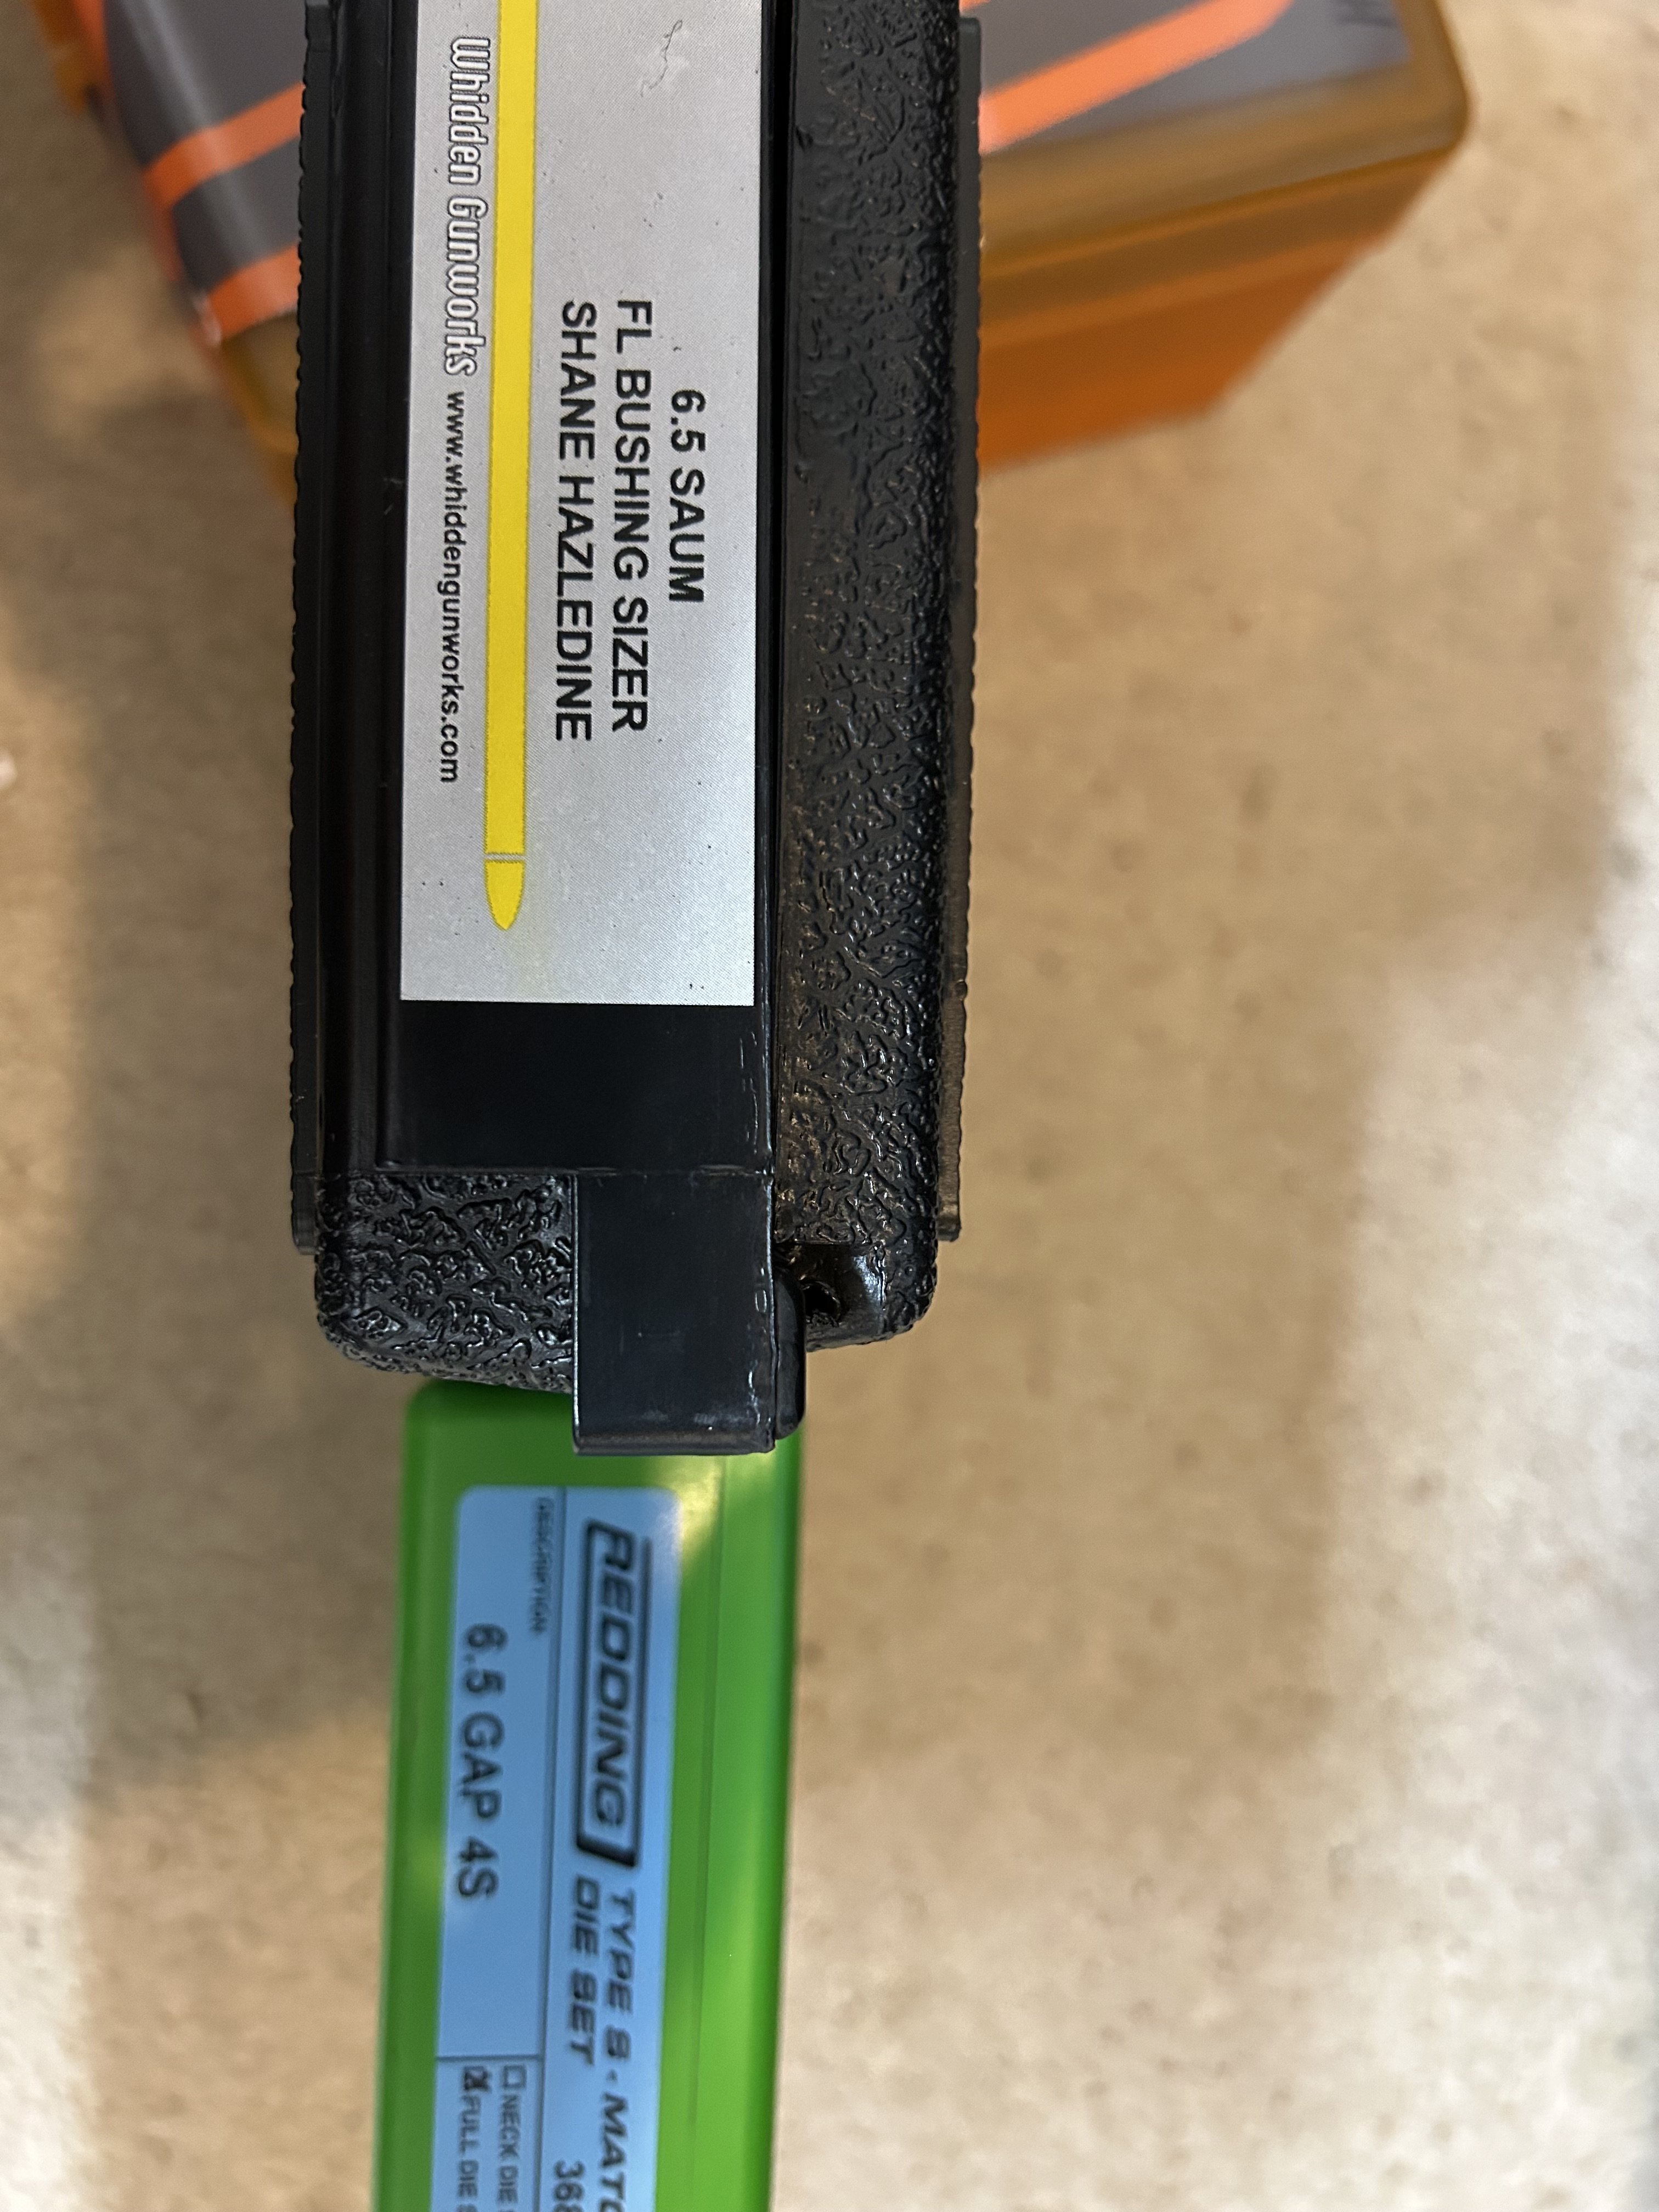 6.5 SAUM
FL BUSHING SIZER
SHANE HAZLEDINE
Whidden Gunworks www.whiddengunworks.com
REDDING TYPE S - MATC
DIE SET 368
DESCRIPTION:
6.5 GAP 4S
NECK DIE
FULL DIE S